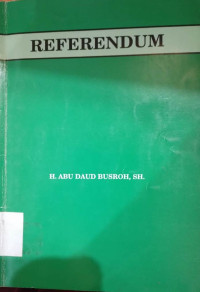 REFERENDUM
H. ABU DAUD BUSROH, SH.